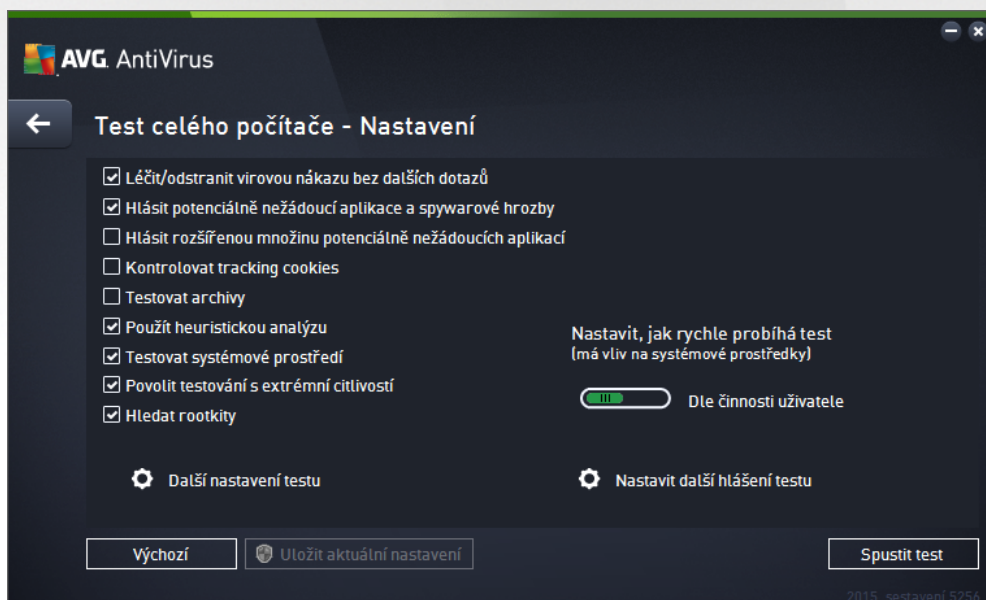 AVG. AntiVirus
Test celého počítače - Nastavení
Léčit/odstranit virovou nákazu bez dalších dotazů
Hlásit potenciálně nežádoucí aplikace a spywarové hrozby
Hlásit rozšířenou množinu potenciálně nežádoucích aplikací
Kontrolovat tracking cookies
Testovat archivy
Použít heuristickou analýzu
Testovat systémové prostředí
Povolit testování s extrémní citlivostí
Hledat rootkity
Nastavit, jak rychle probíhá test
(má vliv na systémové prostředky)
Dle činnosti uživatele
Další nastavení testu
Nastavit další hlášení testu
Výchozí
Uložit aktuální nastavení
Spustit test
2015, sestavení 5256